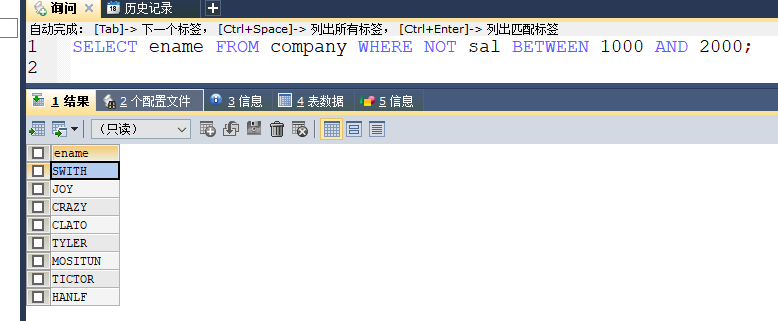 询问 历史记录
自动完成： [Tab]-> 下一个标签， [Ctrl+Space]-> 列出所有标签， [Ctrl+Enter]-> 列出匹配标签
1 SELECT ename FROM company WHERE NOT sal BETWEEN 1000 AND 2000;
2
1 结果 2 个配置文件 3 信息 4 表数据 5 信息
（只读）
ename
SWITH
JOY
CRAZY
CLATO
TYLER
MOSITUN
TICTOR
HANLF